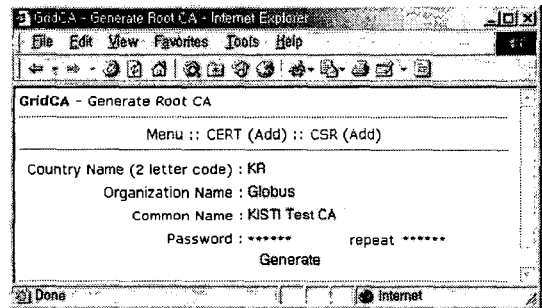 GridCA - Generate Root CA - Internet Explorer
File Edit View Favorites Tools Help
GridCA - Generate Root CA
Menu :: CERT (Add) :: CSR (Add)
Country Name (2 letter code) : KA
Organization Name : Globus
Common Name : KISTI Test CA
Password : ****** repeat ******
Generate
Done Internet